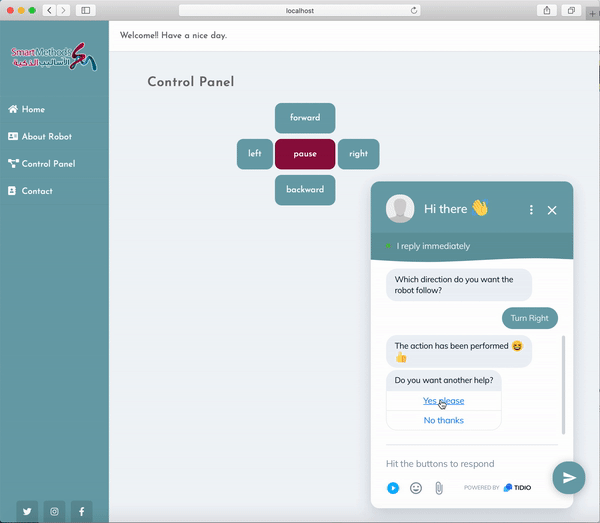 localhost
SmartMethods
الأساليب الذكية
Home
About Robot
Control Panel
Contact
Welcome!! Have a nice day.
Control Panel
forward
left
pause
right
backward
Hi there 👋
I reply immediately
Which direction do you want the
robot follow?
Turn Right
The action has been performed 😆
👍
Do you want another help?
Yes please
No thanks
Hit the buttons to respond
POWERED BY TIDIO